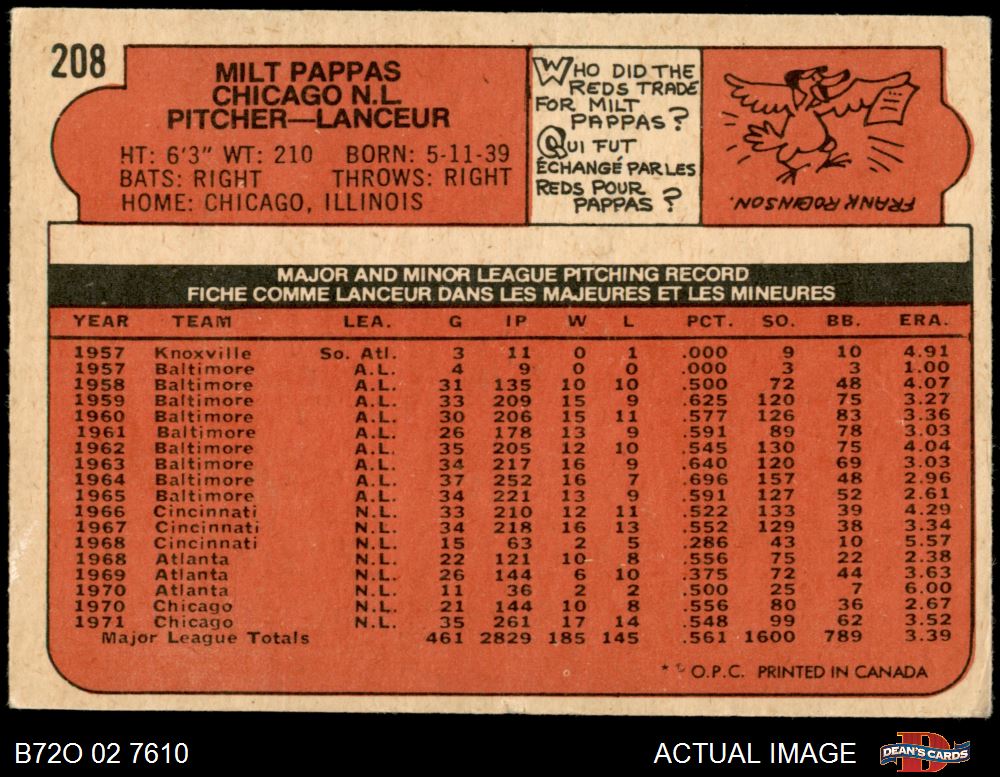 208
MILT PAPPAS
CHICAGO N.L.
PITCHER—LANCEUR
HT: 6'3" WT: 210 BORN: 5-11-39
BATS: RIGHT THROWS: RIGHT
HOME: CHICAGO, ILLINOIS
WHO DID THE
REDS TRADE
FOR MILT
PAPPAS?
QUI FUT
ÉCHANGÉ PAR LES
REDS POUR
PAPPAS?
FRANK ROBINSON.
MAJOR AND MINOR LEAGUE PITCHING RECORD
FICHE COMME LANCEUR DANS LES MAJEURES ET LES MINEURES
YEAR TEAM LEA. G IP W L PCT. SO. BB. ERA.
1957 Knoxville So. Atl. 3 11 0 1 .000 9 10 4.91
1957 Baltimore A.L. 4 9 0 0 .000 3 3 1.00
1958 Baltimore A.L. 31 135 10 10 .500 72 48 4.07
1959 Baltimore A.L. 33 209 15 9 .625 120 75 3.27
1960 Baltimore A.L. 30 206 15 11 .577 126 83 3.36
1961 Baltimore A.L. 26 178 13 9 .591 89 78 3.03
1962 Baltimore A.L. 35 205 12 10 .545 130 75 4.04
1963 Baltimore A.L. 34 217 16 9 .640 120 69 3.03
1964 Baltimore A.L. 37 252 16 7 .696 157 48 2.96
1965 Baltimore A.L. 34 221 13 9 .591 127 52 2.61
1966 Cincinnati N.L. 33 210 12 11 .522 133 39 4.29
1967 Cincinnati N.L. 34 218 16 13 .552 129 38 3.34
1968 Cincinnati N.L. 15 63 2 5 .286 43 10 5.57
1968 Atlanta N.L. 22 121 10 8 .556 75 22 2.38
1969 Atlanta N.L. 26 144 6 10 .375 72 44 3.63
1970 Atlanta N.L. 11 36 2 2 .500 25 7 6.00
1970 Chicago N.L. 21 144 10 8 .556 80 36 2.67
1971 Chicago N.L. 35 261 17 14 .548 99 62 3.52
Major League Totals 461 2829 185 145 .561 1600 789 3.39
* © O.P.C. PRINTED IN CANADA
B72O 02 7610
ACTUAL IMAGE
DEAN'S CARDS